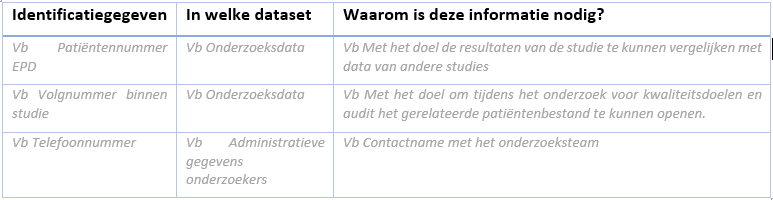 Identificatiegegeven In welke dataset Waarom is deze informatie nodig?
Vb Patiëntennummer EPD
Vb Onderzoeksdata
Vb Met het doel de resultaten van de studie te kunnen vergelijken met
data van andere studies
Vb Volgnummer binnen
studie
Vb Onderzoeksdata
Vb Met het doel om tijdens het onderzoek voor kwaliteitsdoelen en
audit het gerelateerde patiëntenbestand te kunnen openen.
Vb Telefoonnummer
Vb Administratieve
gegevens
onderzoekers
Vb Contactname met het onderzoeksteam